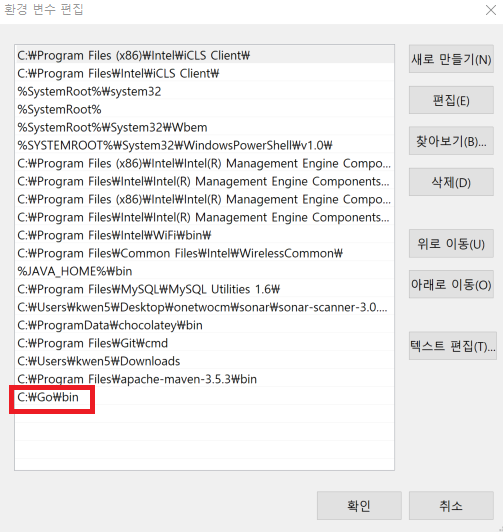 환경 변수 편집
C:₩Program Files (x86)₩Intel₩iCLS Client₩
C:₩Program Files₩Intel₩iCLS Client₩
%SystemRoot%₩system32
%SystemRoot%
%SystemRoot%₩System32₩Wbem
%SYSTEMROOT%₩System32₩WindowsPowerShell₩v1.0₩
C:₩Program Files (x86)₩Intel₩Intel(R) Management Engine Compo...
C:₩Program Files₩Intel₩Intel(R) Management Engine Components...
C:₩Program Files (x86)₩Intel₩Intel(R) Management Engine Compo...
C:₩Program Files₩Intel₩Intel(R) Management Engine Components...
C:₩Program Files₩Intel₩WiFi₩bin₩
C:₩Program Files₩Common Files₩Intel₩WirelessCommon₩
%JAVA_HOME%₩bin
C:₩Program Files₩MySQL₩MySQL Utilities 1.6₩
C:₩Users₩kwen5₩Desktop₩onetwocm₩sonar₩sonar-scanner-3.0....
C:₩ProgramData₩chocolatey₩bin
C:₩Program Files₩Git₩cmd
C:₩Users₩kwen5₩Downloads
C:₩Program Files₩apache-maven-3.5.3₩bin
C:₩Go₩bin
새로 만들기(N)
편집(E)
찾아보기(B)...
삭제(D)
위로 이동(U)
아래로 이동(O)
텍스트 편집(T)...
확인
취소